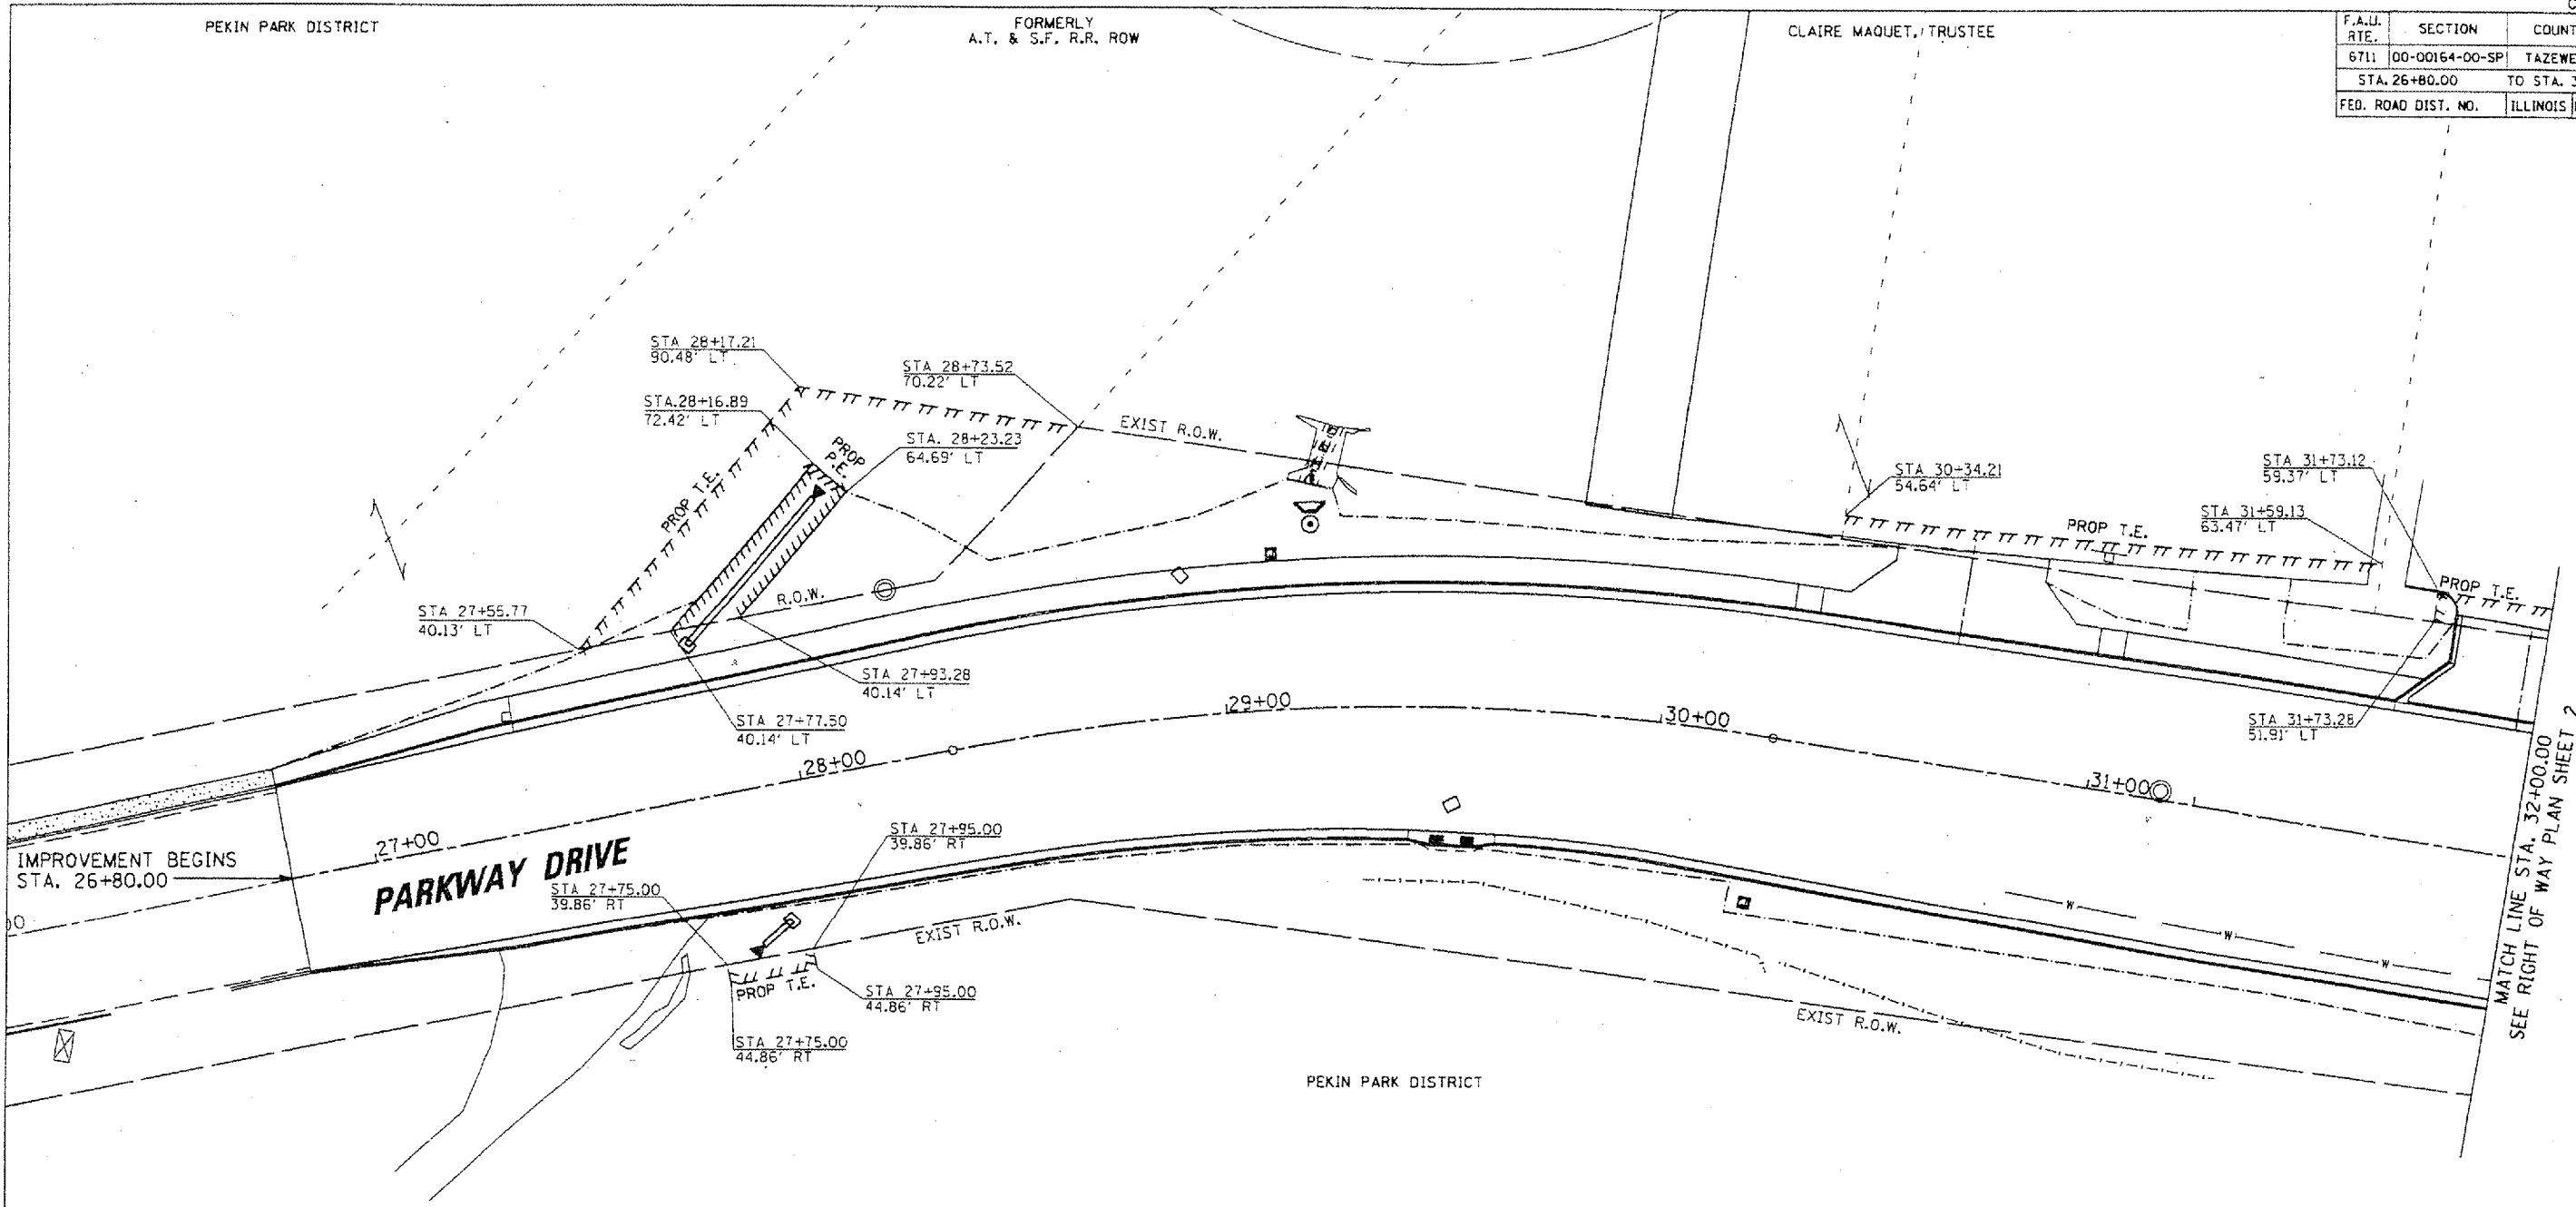 PEKIN PARK DISTRICT
FORMERLY
A.T. & S.F. R.R. ROW
CLAIRE MAQUET, TRUSTEE
F.A.U.
RTE.
SECTION
COUNT
6711
00-00164-00-SP
TAZEWE
STA. 26+80.00
TO STA. 3
FED. ROAD DIST. NO.
ILLINOIS
STA 28+17.21
90.48' LT
STA 28+73.52
70.22' LT
STA.28+16.89
72.42' LT
STA. 28+23.23
64.69' LT
PROP
P.E.
PROP T.E.
EXIST R.O.W.
STA 30+34.21
54.64' LT
STA 31+73.12
59.37' LT
STA 31+59.13
63.47' LT
PROP T.E.
PROP T.E.
STA 27+55.77
40.13' LT
R.O.W.
STA 27+93.28
40.14' LT
STA 27+77.50
40.14' LT
STA 31+73.28
51.91' LT
27+00
28+00
29+00
30+00
31+00
IMPROVEMENT BEGINS
STA. 26+80.00
PARKWAY DRIVE
STA 27+95.00
39.86' RT
STA 27+75.00
39.86' RT
EXIST R.O.W.
PROP T.E.
STA 27+95.00
44.86' RT
STA 27+75.00
44.86' RT
W
W
W
EXIST R.O.W.
PEKIN PARK DISTRICT
MATCH LINE STA. 32+00.00
SEE RIGHT OF WAY PLAN SHEET 2